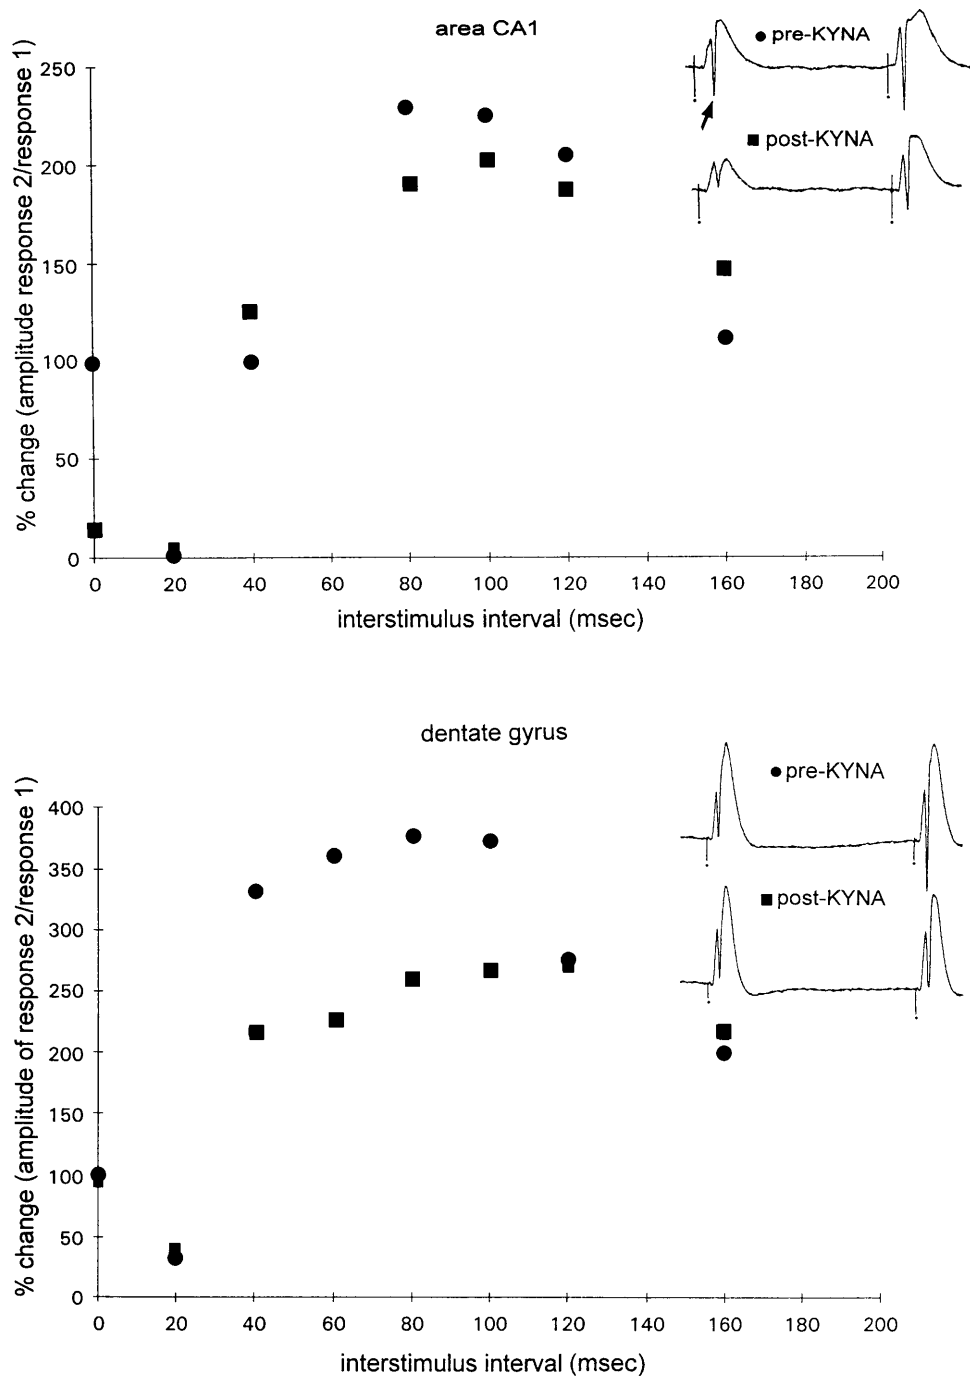 area CA1
% change (amplitude response 2/response 1)
250
200
150
100
50
0
0 20 40 60 80 100 120 140 160 180 200
interstimulus interval (msec)
pre-KYNA
post-KYNA
dentate gyrus
% change (amplitude of response 2/response 1)
400
350
300
250
200
150
100
50
0
0 20 40 60 80 100 120 140 160 180 200
interstimulus interval (msec)
pre-KYNA
post-KYNA